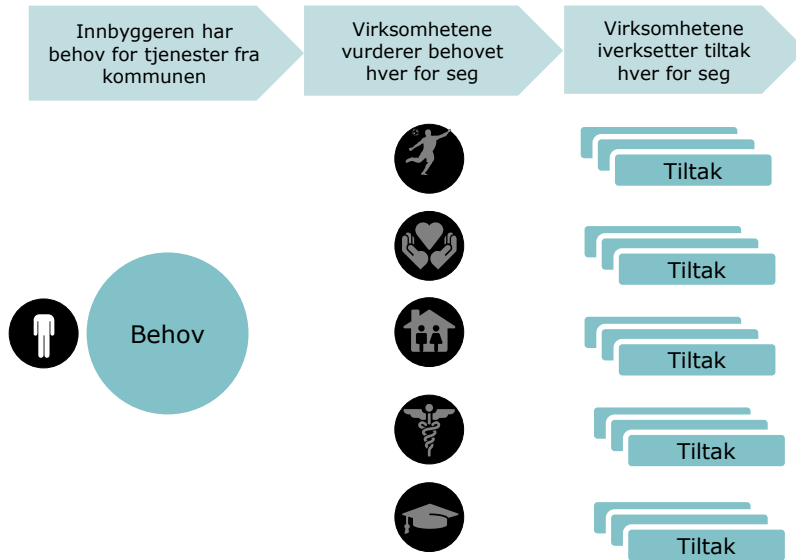 Innbyggeren har
behov for tjenester fra
kommunen
Virksomhetene
vurderer behovet
hver for seg
Virksomhetene
iverksetter tiltak
hver for seg
Behov
Tiltak
Tiltak
Tiltak
Tiltak
Tiltak